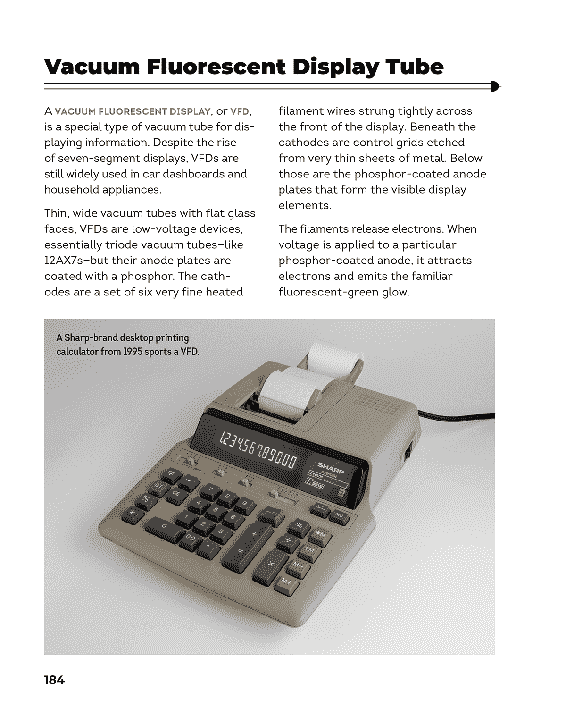 Vacuum Fluorescent Display Tube
A VACUUM FLUORESCENT DISPLAY, or VFD,
is a special type of vacuum tube for dis-
playing information. Despite the rise
of seven-segment displays, VFDs are
still widely used in car dashboards and
household appliances.
Thin, wide vacuum tubes with flat glass
faces, VFDs are low-voltage devices,
essentially triode vacuum tubes—like
12AX7s—but their anode plates are
coated with a phosphor. The cath-
odes are a set of six very fine heated
filament wires strung tightly across
the front of the display. Beneath the
cathodes are control grids etched
from very thin sheets of metal. Below
those are the phosphor-coated anode
plates that form the visible display
elements.
The filaments release electrons. When
voltage is applied to a particular
phosphor-coated anode, it attracts
electrons and emits the familiar
fluorescent-green glow.
A Sharp-brand desktop printing
calculator from 1995 sports a VFD.
SHARP
184